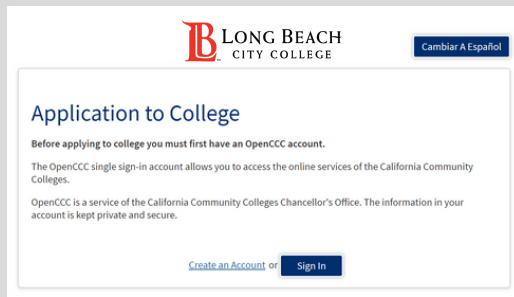 LONG BEACH
CITY COLLEGE
Cambiar A Español
Application to College
Before applying to college you must first have an OpenCCC account.
The OpenCCC single sign-in account allows you to access the online services of the California Community
Colleges.
OpenCCC is a service of the California Community Colleges Chancellor's Office. The information in your
account is kept private and secure.
Create an Account or Sign In